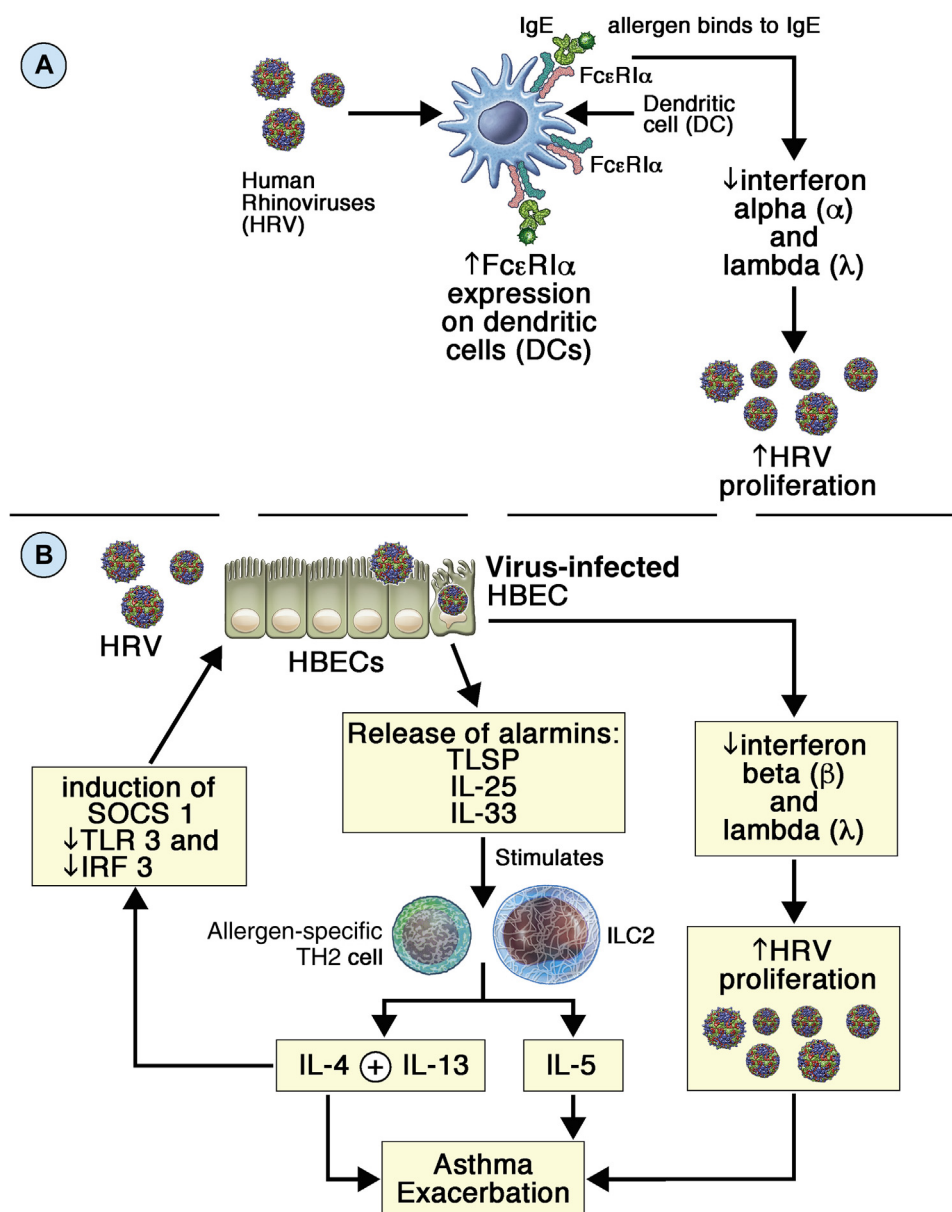 A
IgE
allergen binds to IgE
FcεRIα
Dendritic
cell (DC)
FcεRIα
Human
Rhinoviruses
(HRV)
↑FcεRIα
expression
on dendritic
cells (DCs)
↓interferon
alpha (α)
and
lambda (λ)
↑HRV
proliferation
B
HRV
HBECs
Virus-infected
HBEC
Release of alarmins:
TLSP
IL-25
IL-33
↓interferon
beta (β)
and
lambda (λ)
induction of
SOCS 1
↓TLR 3 and
↓IRF 3
Stimulates
Allergen-specific
TH2 cell
ILC2
↑HRV
proliferation
IL-4 + IL-13
IL-5
Asthma
Exacerbation